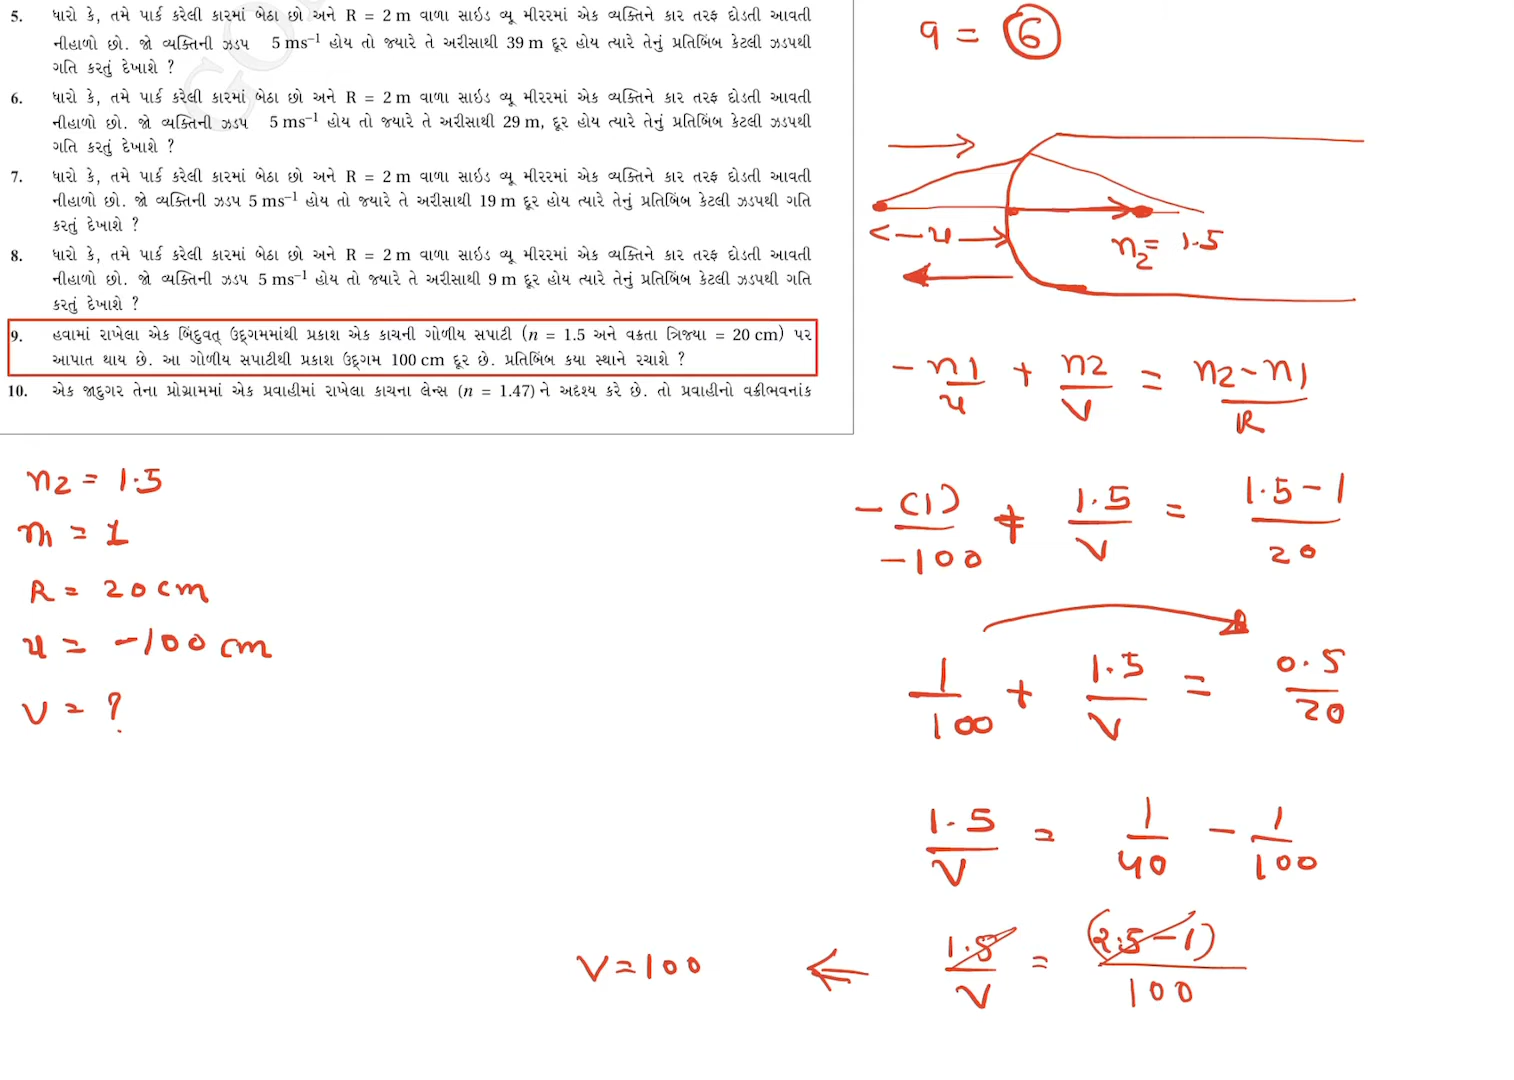 5. ધારો કે, તમે પાર્ક કરેલી કારમાં બેઠા છો અને R = 2 m વાળા સાઇડ વ્યૂ મીરરમાં એક વ્યક્તિને કાર તરફ દોડતી આવતી
નીહાળો છો. જો વ્યક્તિની ઝડપ 5 ms⁻¹ હોય તો જ્યારે તે અરીસાથી 39 m દૂર હોય ત્યારે તેનું પ્રતિબિંબ કેટલી ઝડપથી
ગતિ કરતું દેખાશે ?
6. ધારો કે, તમે પાર્ક કરેલી કારમાં બેઠા છો અને R = 2 m વાળા સાઇડ વ્યૂ મીરરમાં એક વ્યક્તિને કાર તરફ દોડતી આવતી
નીહાળો છો. જો વ્યક્તિની ઝડપ 5 ms⁻¹ હોય તો જ્યારે તે અરીસાથી 29 m, દૂર હોય ત્યારે તેનું પ્રતિબિંબ કેટલી ઝડપથી
ગતિ કરતું દેખાશે ?
7. ધારો કે, તમે પાર્ક કરેલી કારમાં બેઠા છો અને R = 2 m વાળા સાઇડ વ્યૂ મીરરમાં એક વ્યક્તિને કાર તરફ દોડતી આવતી
નીહાળો છો. જો વ્યક્તિની ઝડપ 5 ms⁻¹ હોય તો જ્યારે તે અરીસાથી 19 m દૂર હોય ત્યારે તેનું પ્રતિબિંબ કેટલી ઝડપથી ગતિ
કરતું દેખાશે ?
8. ધારો કે, તમે પાર્ક કરેલી કારમાં બેઠા છો અને R = 2 m વાળા સાઇડ વ્યૂ મીરરમાં એક વ્યક્તિને કાર તરફ દોડતી આવતી
નીહાળો છો. જો વ્યક્તિની ઝડપ 5 ms⁻¹ હોય તો જ્યારે તે અરીસાથી 9 m દૂર હોય ત્યારે તેનું પ્રતિબિંબ કેટલી ઝડપથી ગતિ
કરતું દેખાશે ?
9. હવામાં રાખેલા એક બિંદુવત્ ઉદ્ગમમાંથી પ્રકાશ એક કાચની ગોળીય સપાટી (n = 1.5 અને વક્રતા ત્રિજ્યા = 20 cm) પર
આપાત થાય છે. આ ગોળીય સપાટીથી પ્રકાશ ઉદ્ગમ 100 cm દૂર છે. પ્રતિબિંબ કયા સ્થાને રચાશે ?
10. એક જાદુગર તેના પ્રોગ્રામમાં એક પ્રવાહીમાં રાખેલા કાચના લેન્સ (n = 1.47) ને અદશ્ય કરે છે. તો પ્રવાહીનો વક્રીભવનાંક
n2 = 1.5
n1 = 1
R = 20 cm
u = -100 cm
v = ?
9 = 6
u
n2 = 1.5
-n1/u + n2/v = n2-n1/R
-(1)/-100 + 1.5/v = 1.5-1/20
1/100 + 1.5/v = 0.5/20
1.5/v = 1/40 - 1/100
1.5/v = (2.5-1)/100
v=100